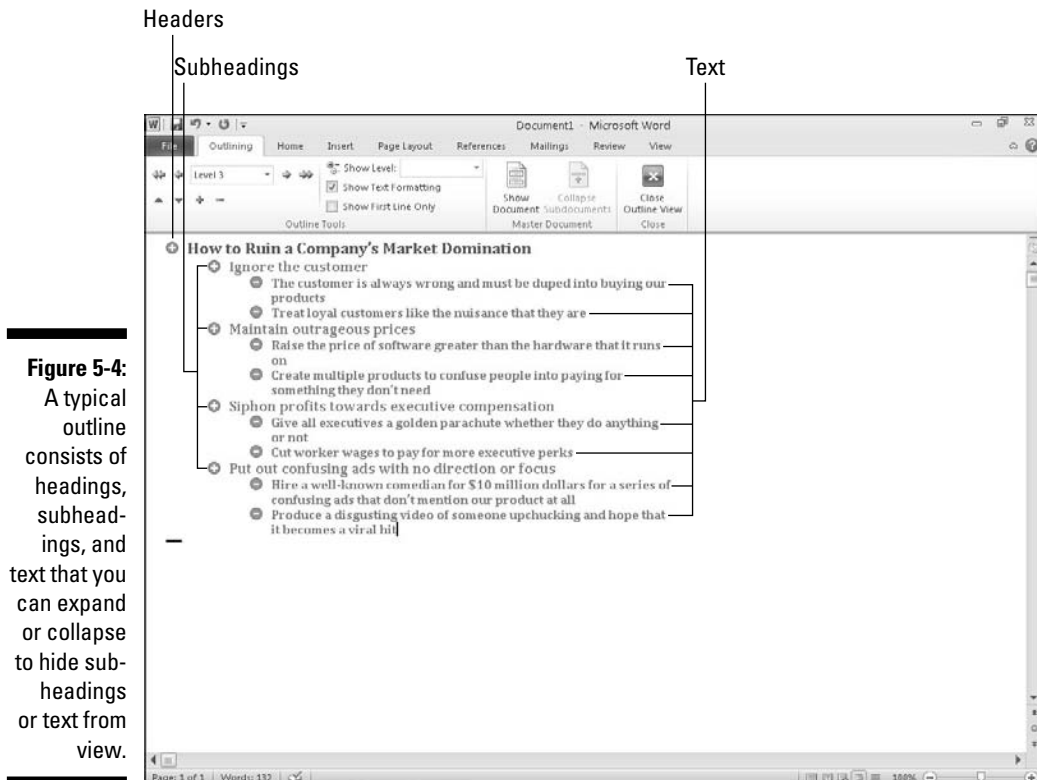 Headers
Subheadings
Text
Document1 - Microsoft Word
File Outlining Home Insert Page Layout References Mailings Review View
Level 3
Show Level:
Show Text Formatting
Show First Line Only
Outline Tools
Show Document
Collapse Subdocuments
Master Document
Close Outline View
Close
How to Ruin a Company's Market Domination
Ignore the customer
The customer is always wrong and must be duped into buying our
products
Treat loyal customers like the nuisance that they are
Maintain outrageous prices
Raise the price of software greater than the hardware that it runs
on
Create multiple products to confuse people into paying for
something they don't need
Siphon profits towards executive compensation
Give all executives a golden parachute whether they do anything
or not
Cut worker wages to pay for more executive perks
Put out confusing ads with no direction or focus
Hire a well-known comedian for $10 million dollars for a series of
confusing ads that don't mention our product at all
Produce a disgusting video of someone upchucking and hope that
it becomes a viral hit
Page: 1 of 1 Words: 132 100%
Figure 5-4:
A typical
outline
consists of
headings,
subhead-
ings, and
text that you
can expand
or collapse
to hide sub-
headings
or text from
view.